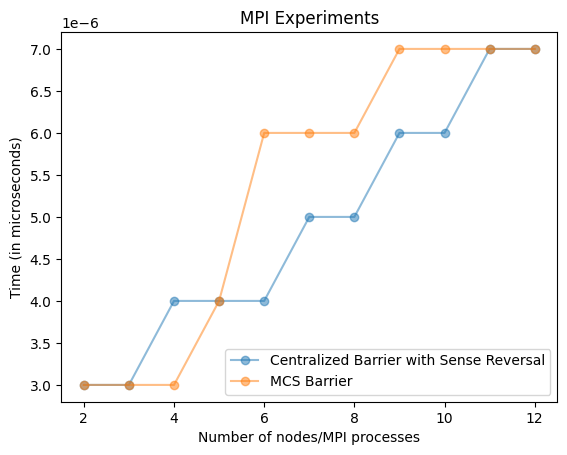 MPI Experiments
1e−6
7.0
6.5
6.0
5.5
5.0
4.5
4.0
3.5
3.0
Time (in microseconds)
Centralized Barrier with Sense Reversal
MCS Barrier
2 4 6 8 10 12
Number of nodes/MPI processes